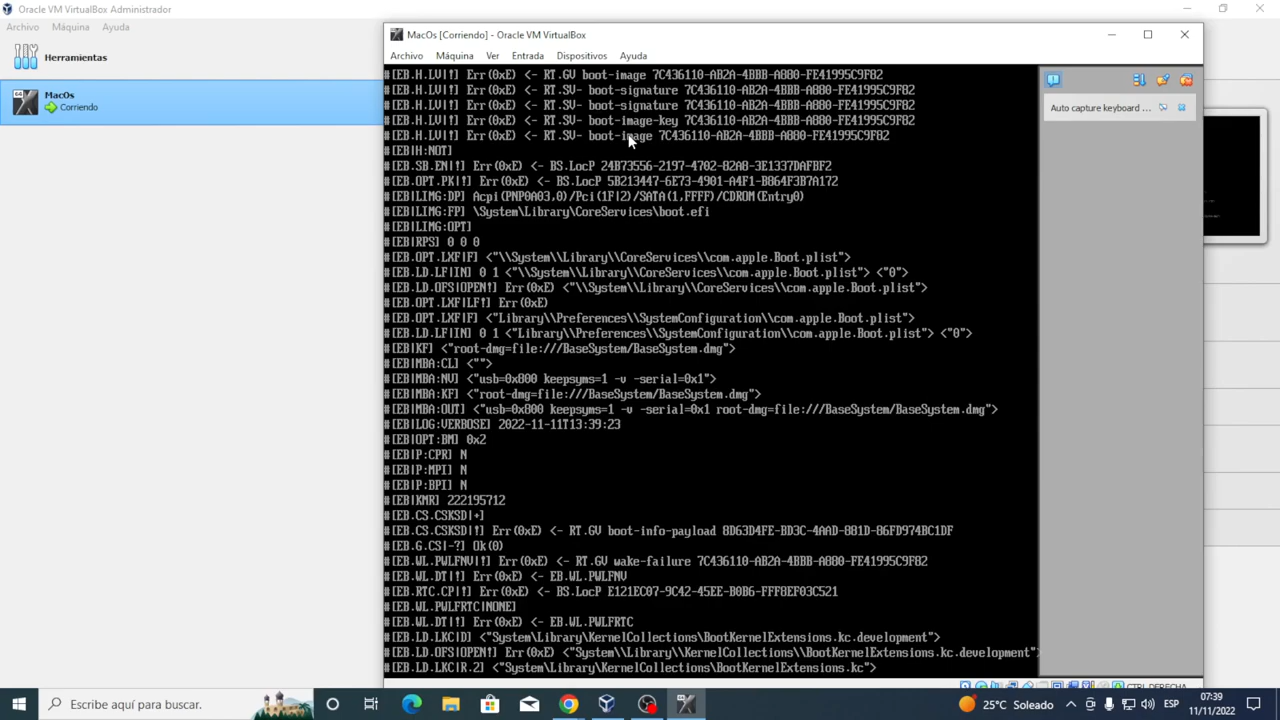 Oracle VM VirtualBox Administrador
Archivo Máquina Ayuda
Herramientas
MacOs
Corriendo
MacOs [Corriendo] - Oracle VM VirtualBox
Archivo Máquina Ver Entrada Dispositivos Ayuda
#[EB.H.LV|!] Err(0xE) <- RT.GV boot-image 7C436110-AB2A-4BBB-A880-FE41995C9F82
#[EB.H.LV|!] Err(0xE) <- RT.SV- boot-signature 7C436110-AB2A-4BBB-A880-FE41995C9F82
#[EB.H.LV|!] Err(0xE) <- RT.SV- boot-signature 7C436110-AB2A-4BBB-A880-FE41995C9F82
#[EB.H.LV|!] Err(0xE) <- RT.SV- boot-image-key 7C436110-AB2A-4BBB-A880-FE41995C9F82
#[EB.H.LV|!] Err(0xE) <- RT.SV- boot-image 7C436110-AB2A-4BBB-A880-FE41995C9F82
#[EB|H:NOT]
#[EB.SB.EN|!] Err(0xE) <- BS.LocP 24B73556-2197-4702-82A8-3E1337DAFBF2
#[EB.OPT.PK|!] Err(0xE) <- BS.LocP 5B213447-6E73-4901-A4F1-B864F3B7A172
#[EB|LIMG:DP] Acpi(PNP0A03,0)/Pci(1F|2)/SATA(1,FFFF)/CDROM(Entry0)
#[EB|LIMG:FP] \System\Library\CoreServices\boot.efi
#[EB|LIMG:OPT]
#[EB|RPS] 0 0 0
#[EB.OPT.LXF|F] <"\\System\\Library\\CoreServices\\com.apple.Boot.plist">
#[EB.LD.LF|IN] 0 1 <"\\System\\Library\\CoreServices\\com.apple.Boot.plist"> <"0">
#[EB.LD.OFS|OPEN!] Err(0xE) <"\\System\\Library\\CoreServices\\com.apple.Boot.plist">
#[EB.OPT.LXF|LF!] Err(0xE)
#[EB.OPT.LXF|F] <"Library\\Preferences\\SystemConfiguration\\com.apple.Boot.plist">
#[EB.LD.LF|IN] 0 1 <"Library\\Preferences\\SystemConfiguration\\com.apple.Boot.plist"> <"0">
#[EB|KF] <"root-dmg=file:///BaseSystem/BaseSystem.dmg">
#[EB|MBA:CL] <"">
#[EB|MBA:NV] <"usb=0x800 keepsyms=1 -v -serial=0x1">
#[EB|MBA:KF] <"root-dmg=file:///BaseSystem/BaseSystem.dmg">
#[EB|MBA:OUT] <"usb=0x800 keepsyms=1 -v -serial=0x1 root-dmg=file:///BaseSystem/BaseSystem.dmg">
#[EB|LOG:VERBOSE] 2022-11-11T13:39:23
#[EB|OPT:BM] 0x2
#[EB|P:CPR] N
#[EB|P:MPI] N
#[EB|P:BPI] N
#[EB|KMR] 222195712
#[EB.CS.CSKSD|+]
#[EB.CS.CSKSD|!] Err(0xE) <- RT.GV boot-info-payload 8D63D4FE-BD3C-4AAD-881D-86FD974BC1DF
#[EB.G.CS|-?] Ok(0)
#[EB.WL.PWLFNV|!] Err(0xE) <- RT.GV wake-failure 7C436110-AB2A-4BBB-A880-FE41995C9F82
#[EB.WL.DT|!] Err(0xE) <- EB.WL.PWLFNV
#[EB.RTC.CP|!] Err(0xE) <- BS.LocP E121EC07-9C42-45EE-B0B6-FFF8EF03C521
#[EB.WL.PWLFRTC|NONE]
#[EB.WL.DT|!] Err(0xE) <- EB.WL.PWLFRTC
#[EB.LD.LKC|D] <"System\Library\KernelCollections\BootKernelExtensions.kc.development">
#[EB.LD.OFS|OPEN!] Err(0xE) <"System\\Library\\KernelCollections\\BootKernelExtensions.kc.development">
#[EB.LD.LKC|R.2] <"System\Library\KernelCollections\BootKernelExtensions.kc">
Auto capture keyboard ...
CTRL DERECHA
Escribe aquí para buscar.
25°C Soleado
ESP
07:39
11/11/2022